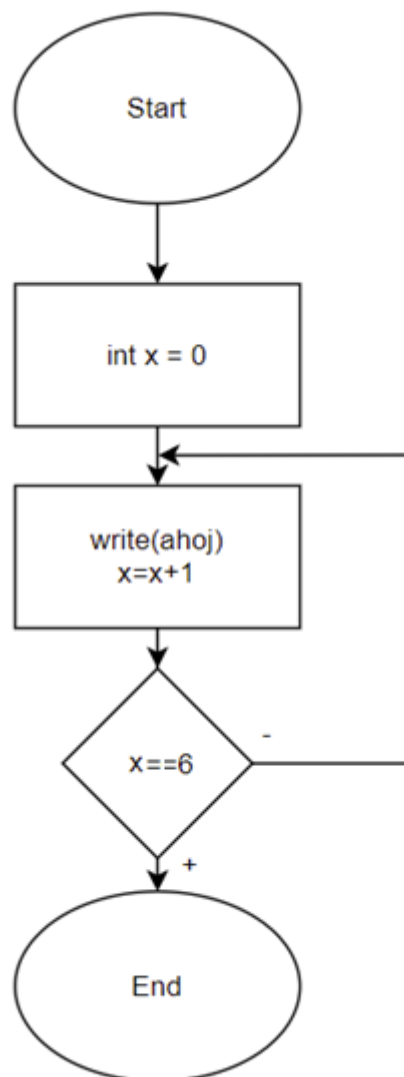 Start
int x = 0
write(ahoj)
x=x+1
x==6
-
+
End